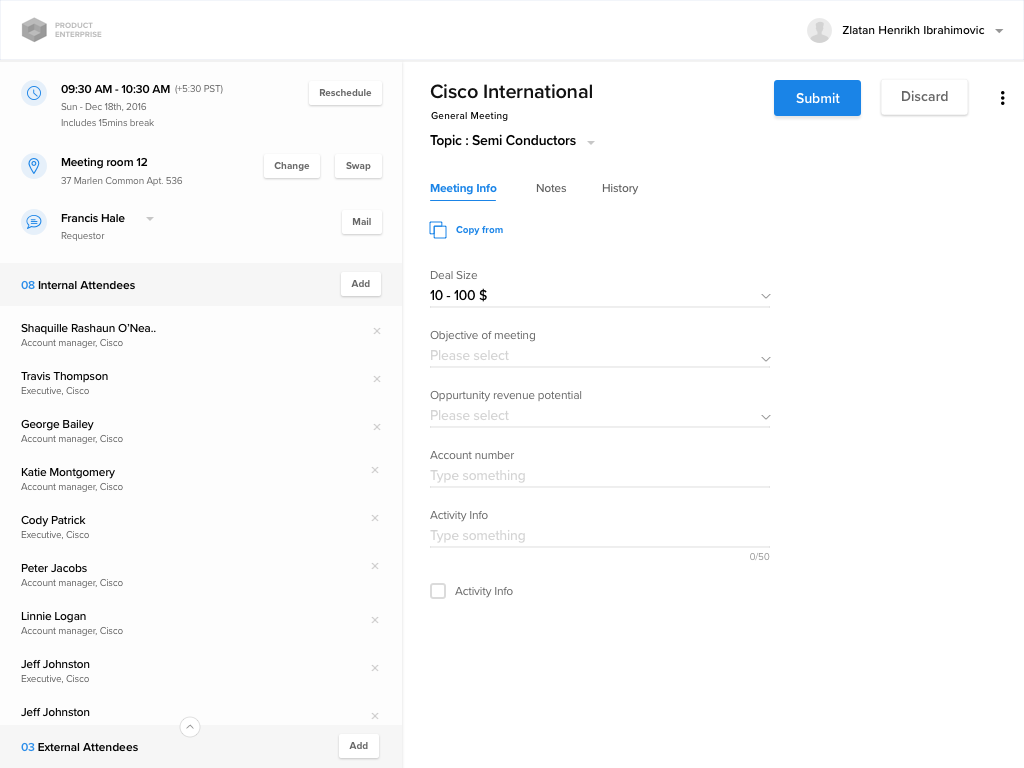 PRODUCT
ENTERPRISE
Zlatan Henrikh Ibrahimovic
09:30 AM - 10:30 AM (+5:30 PST)
Sun - Dec 18th, 2016
Includes 15mins break
Reschedule
Meeting room 12
37 Marlen Common Apt. 536
Change
Swap
Francis Hale
Requestor
Mail
08 Internal Attendees
Add
Shaquille Rashaun O'Nea..
Account manager, Cisco
Travis Thompson
Executive, Cisco
George Bailey
Account manager, Cisco
Katie Montgomery
Account manager, Cisco
Cody Patrick
Executive, Cisco
Peter Jacobs
Account manager, Cisco
Linnie Logan
Account manager, Cisco
Jeff Johnston
Executive, Cisco
Jeff Johnston
03 External Attendees
Add
Cisco International
General Meeting
Topic : Semi Conductors
Submit
Discard
Meeting Info
Notes
History
Copy from
Deal Size
10 - 100 $
Objective of meeting
Please select
Oppurtunity revenue potential
Please select
Account number
Type something
Activity Info
Type something
0/50
Activity Info